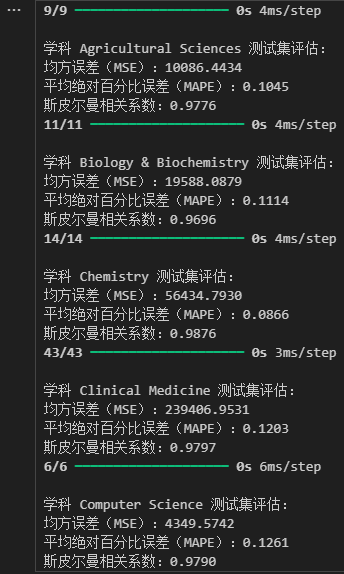 9/9 ━━━━━━━━━━━━━━━━━━━━ 0s 4ms/step
学科 Agricultural Sciences 测试集评估:
均方误差（MSE）: 10086.4434
平均绝对百分比误差（MAPE）: 0.1045
斯皮尔曼相关系数: 0.9776
11/11 ━━━━━━━━━━━━━━━━━━━━ 0s 4ms/step
学科 Biology & Biochemistry 测试集评估:
均方误差（MSE）: 19588.0879
平均绝对百分比误差（MAPE）: 0.1114
斯皮尔曼相关系数: 0.9696
14/14 ━━━━━━━━━━━━━━━━━━━━ 0s 4ms/step
学科 Chemistry 测试集评估:
均方误差（MSE）: 56434.7930
平均绝对百分比误差（MAPE）: 0.0866
斯皮尔曼相关系数: 0.9876
43/43 ━━━━━━━━━━━━━━━━━━━━ 0s 3ms/step
学科 Clinical Medicine 测试集评估:
均方误差（MSE）: 239406.9531
平均绝对百分比误差（MAPE）: 0.1203
斯皮尔曼相关系数: 0.9797
6/6 ━━━━━━━━━━━━━━━━━━━━ 0s 6ms/step
学科 Computer Science 测试集评估:
均方误差（MSE）: 4349.5742
平均绝对百分比误差（MAPE）: 0.1261
斯皮尔曼相关系数: 0.9790